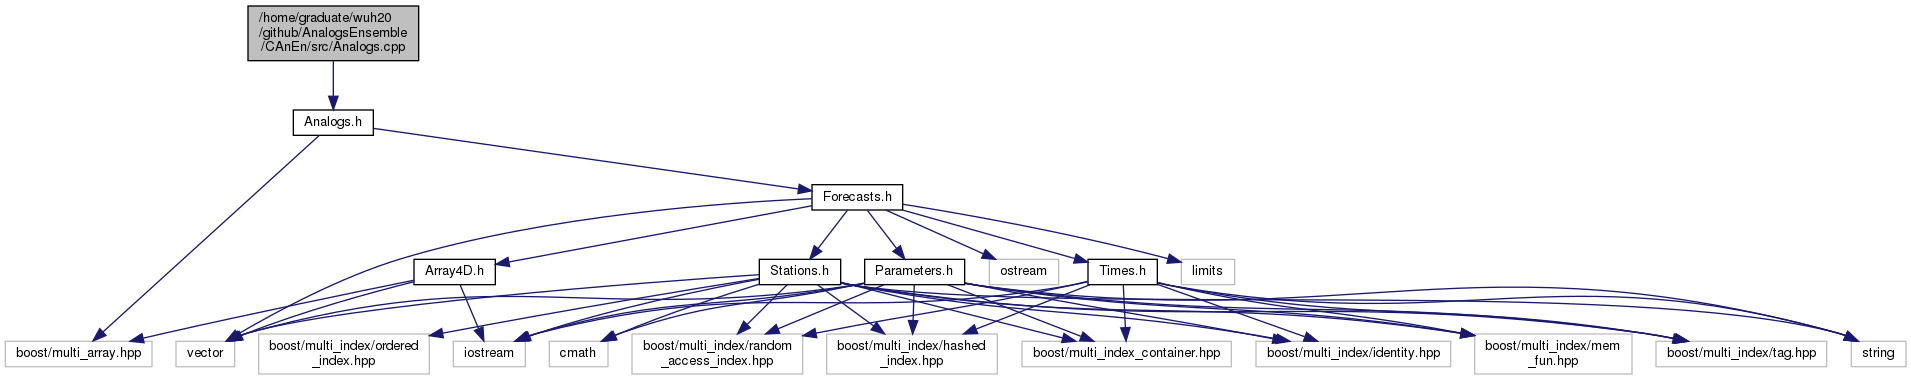 /home/graduate/wuh20
/github/AnalogsEnsemble
/CAnEn/src/Analogs.cpp
Analogs.h
Forecasts.h
Array4D.h
Stations.h
Parameters.h
ostream
Times.h
limits
boost/multi_array.hpp
vector
boost/multi_index/ordered
_index.hpp
iostream
cmath
boost/multi_index/random
_access_index.hpp
boost/multi_index/hashed
_index.hpp
boost/multi_index_container.hpp
boost/multi_index/identity.hpp
boost/multi_index/mem
_fun.hpp
boost/multi_index/tag.hpp
string